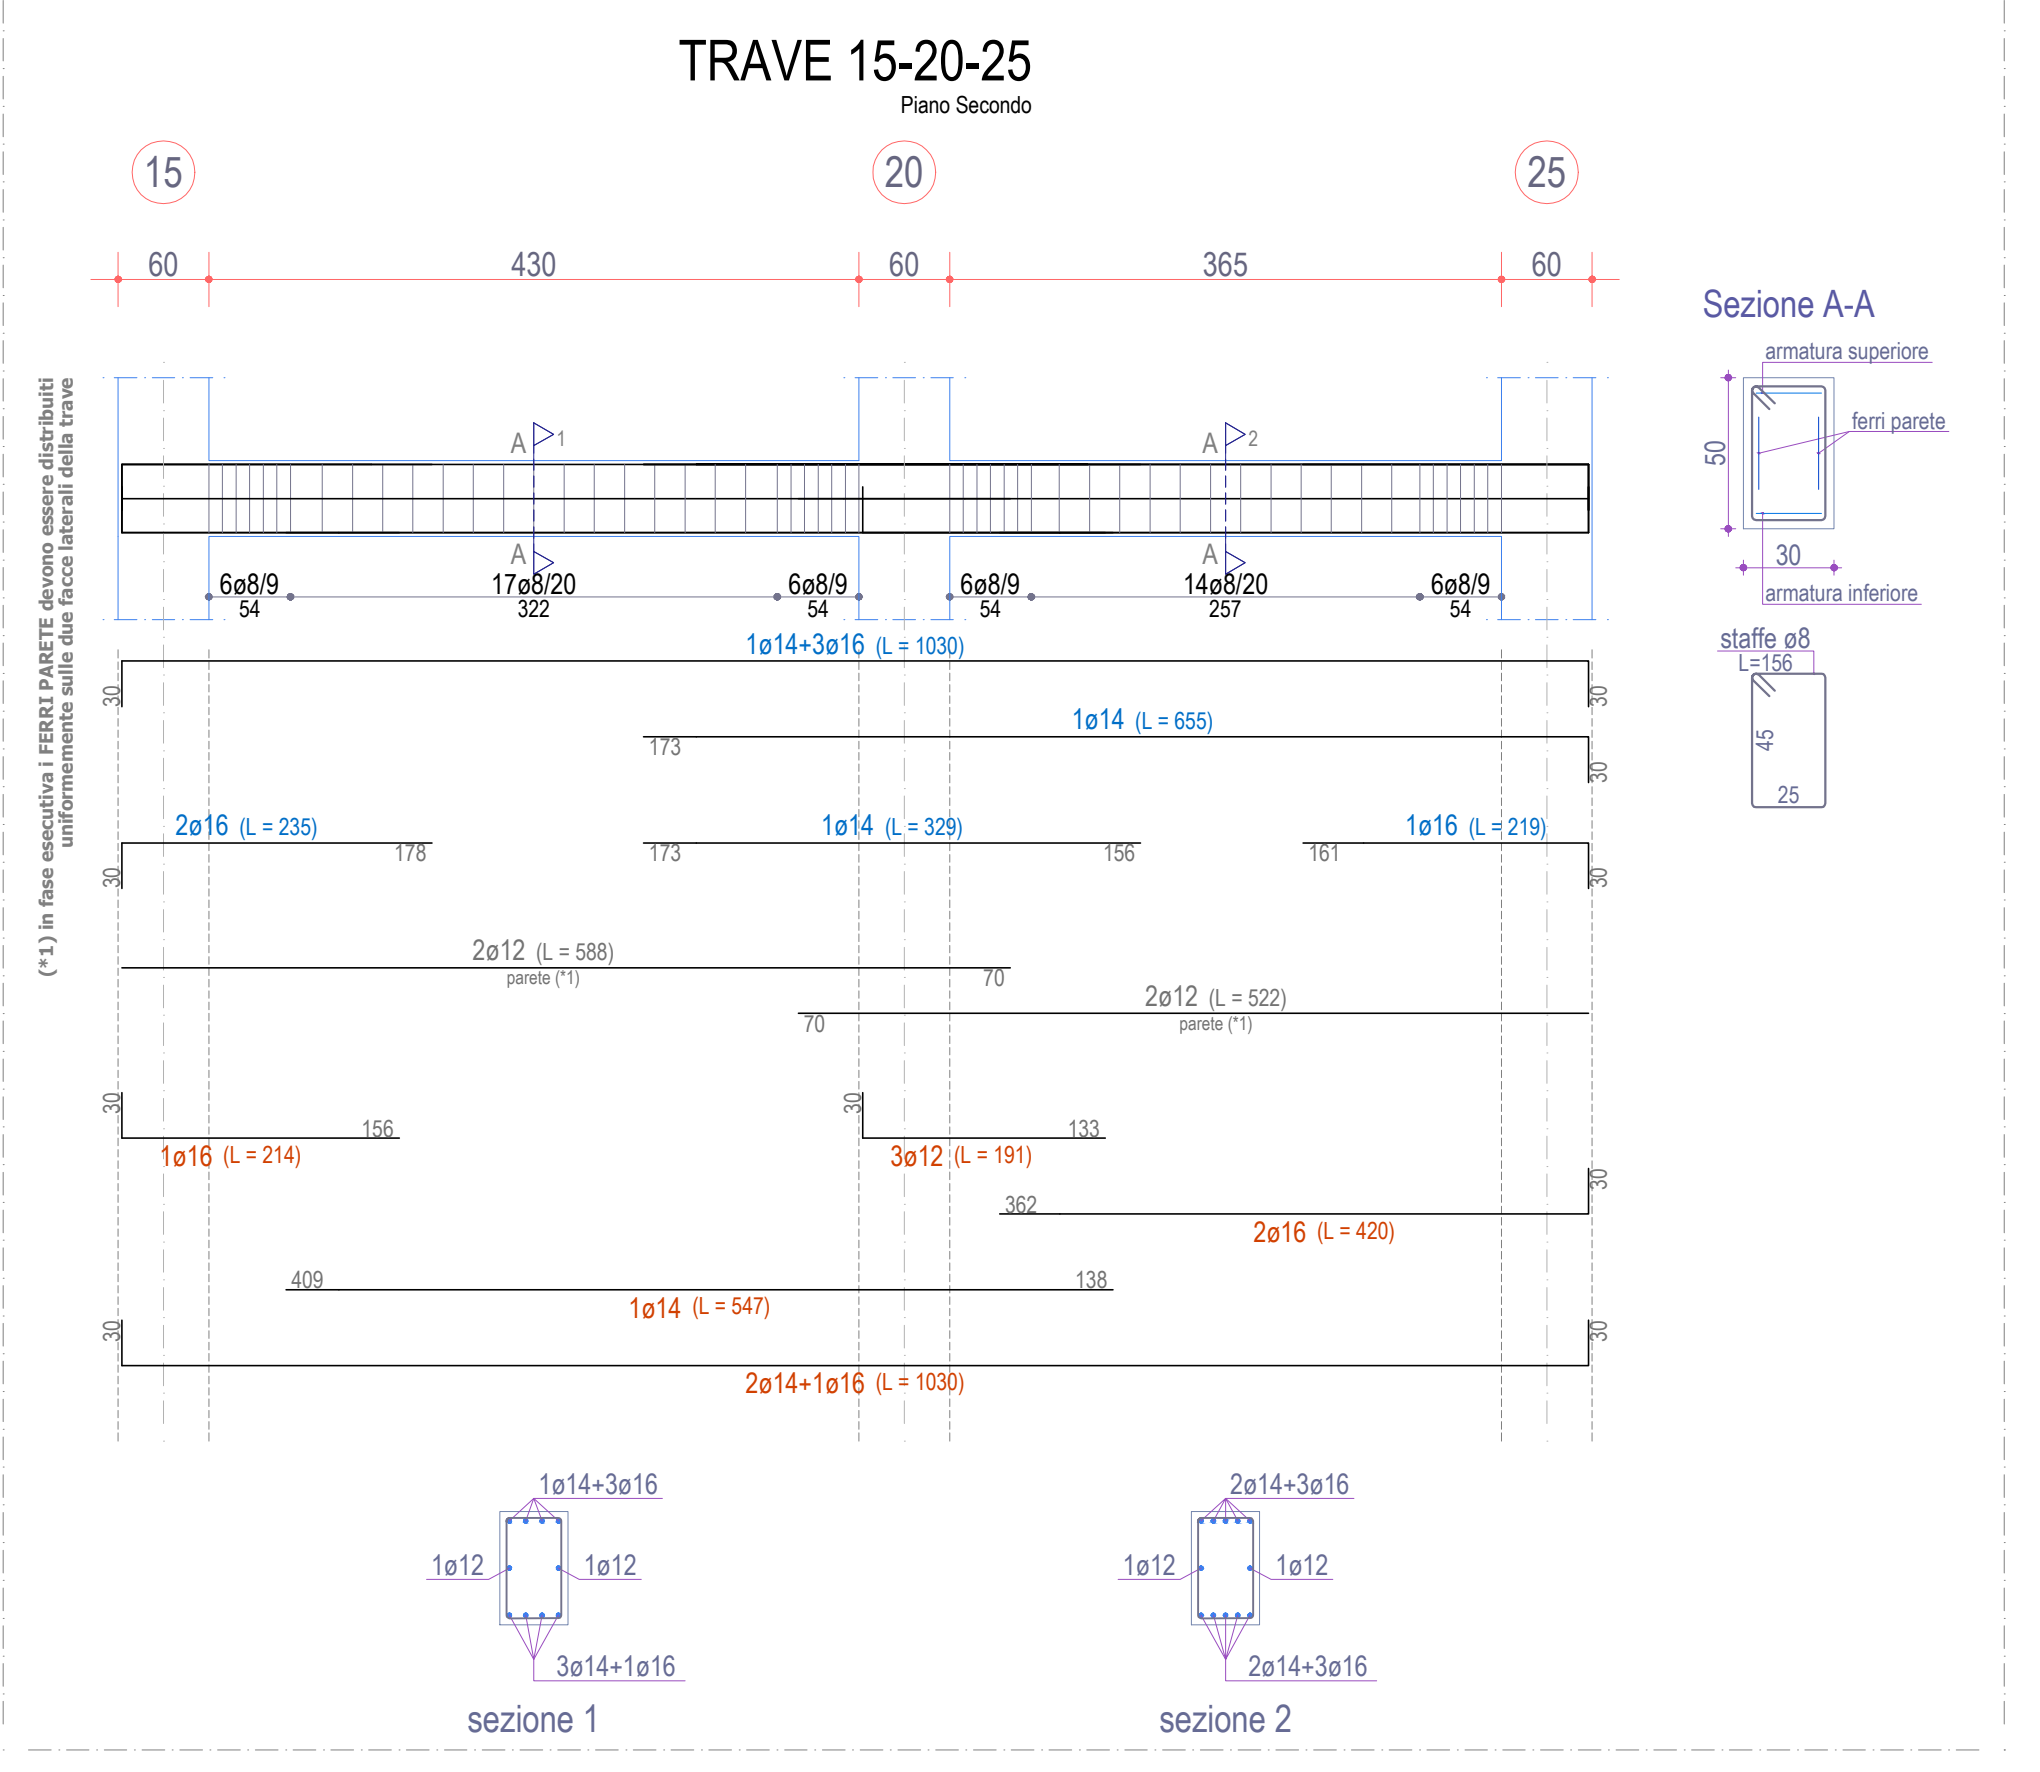 TRAVE 15-20-25
Piano Secondo
15
20
25
60
430
60
365
60
Sezione A-A
armatura superiore
ferri parete
50
30
armatura inferiore
staffe ø8
L=156
45
25
(*1) in fase esecutiva i FERRI PARETE devono essere distribuiti
uniformemente sulle due facce laterali della trave
A
1
A
2
A
A
6ø8/9
17ø8/20
6ø8/9
6ø8/9
14ø8/20
6ø8/9
54
322
54
54
257
54
1ø14+3ø16 (L = 1030)
30
30
1ø14 (L = 655)
173
30
2ø16 (L = 235)
1ø14 (L = 329)
1ø16 (L = 219)
178
173
156
161
30
30
2ø12 (L = 588)
parete (*1)
70
2ø12 (L = 522)
70
parete (*1)
30
30
156
133
1ø16 (L = 214)
3ø12 (L = 191)
30
362
2ø16 (L = 420)
409
138
1ø14 (L = 547)
30
30
2ø14+1ø16 (L = 1030)
1ø14+3ø16
2ø14+3ø16
1ø12
1ø12
1ø12
1ø12
3ø14+1ø16
2ø14+3ø16
sezione 1
sezione 2